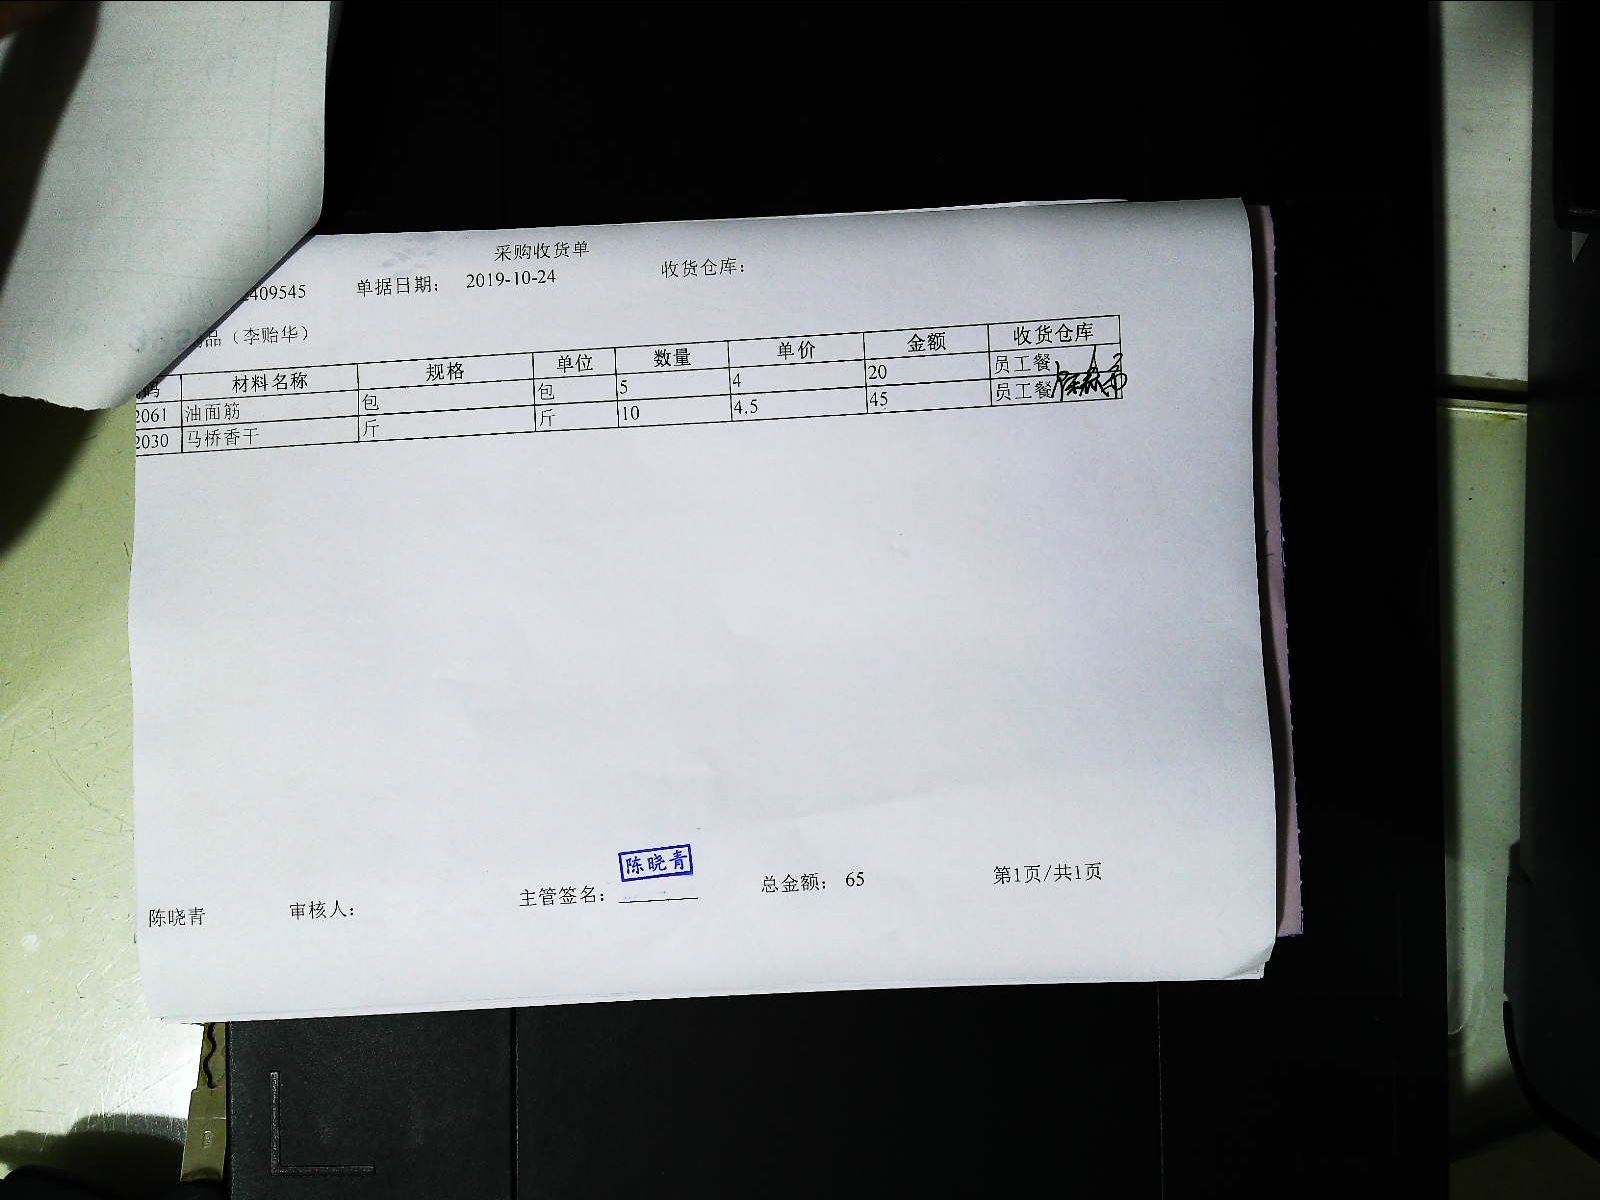 采购收货单
2409545 单据日期： 2019-10-24 收货仓库：
品（李贻华）
码 材料名称 规格 单位 数量 单价 金额 收货仓库
2061 油面筋 包 包 5 4 20 员工餐
2030 马桥香干 斤 斤 10 4.5 45 员工餐
陈晓青
陈晓青 审核人： 主管签名： 总金额： 65 第1页/共1页